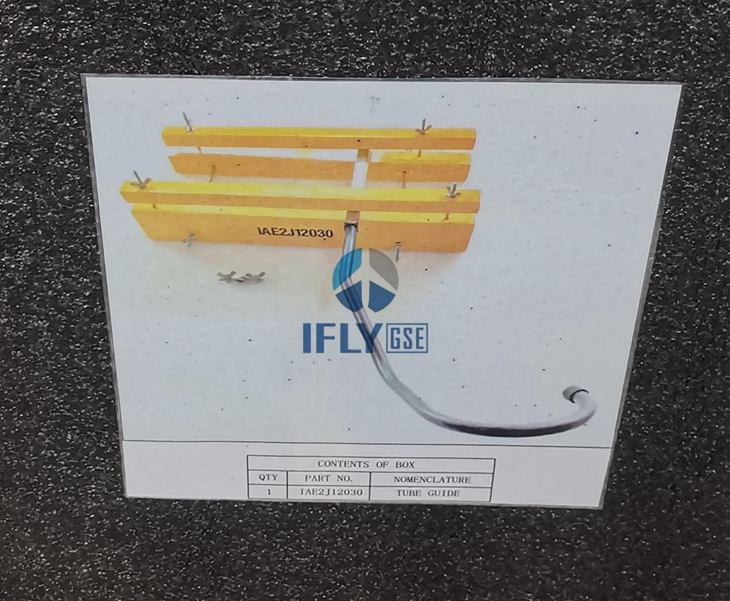 IAE2J12030
IFLY GSE
CONTENTS OF BOX
QTY PART NO. NOMENCLATURE
1 IAE2J12030 TUBE GUIDE